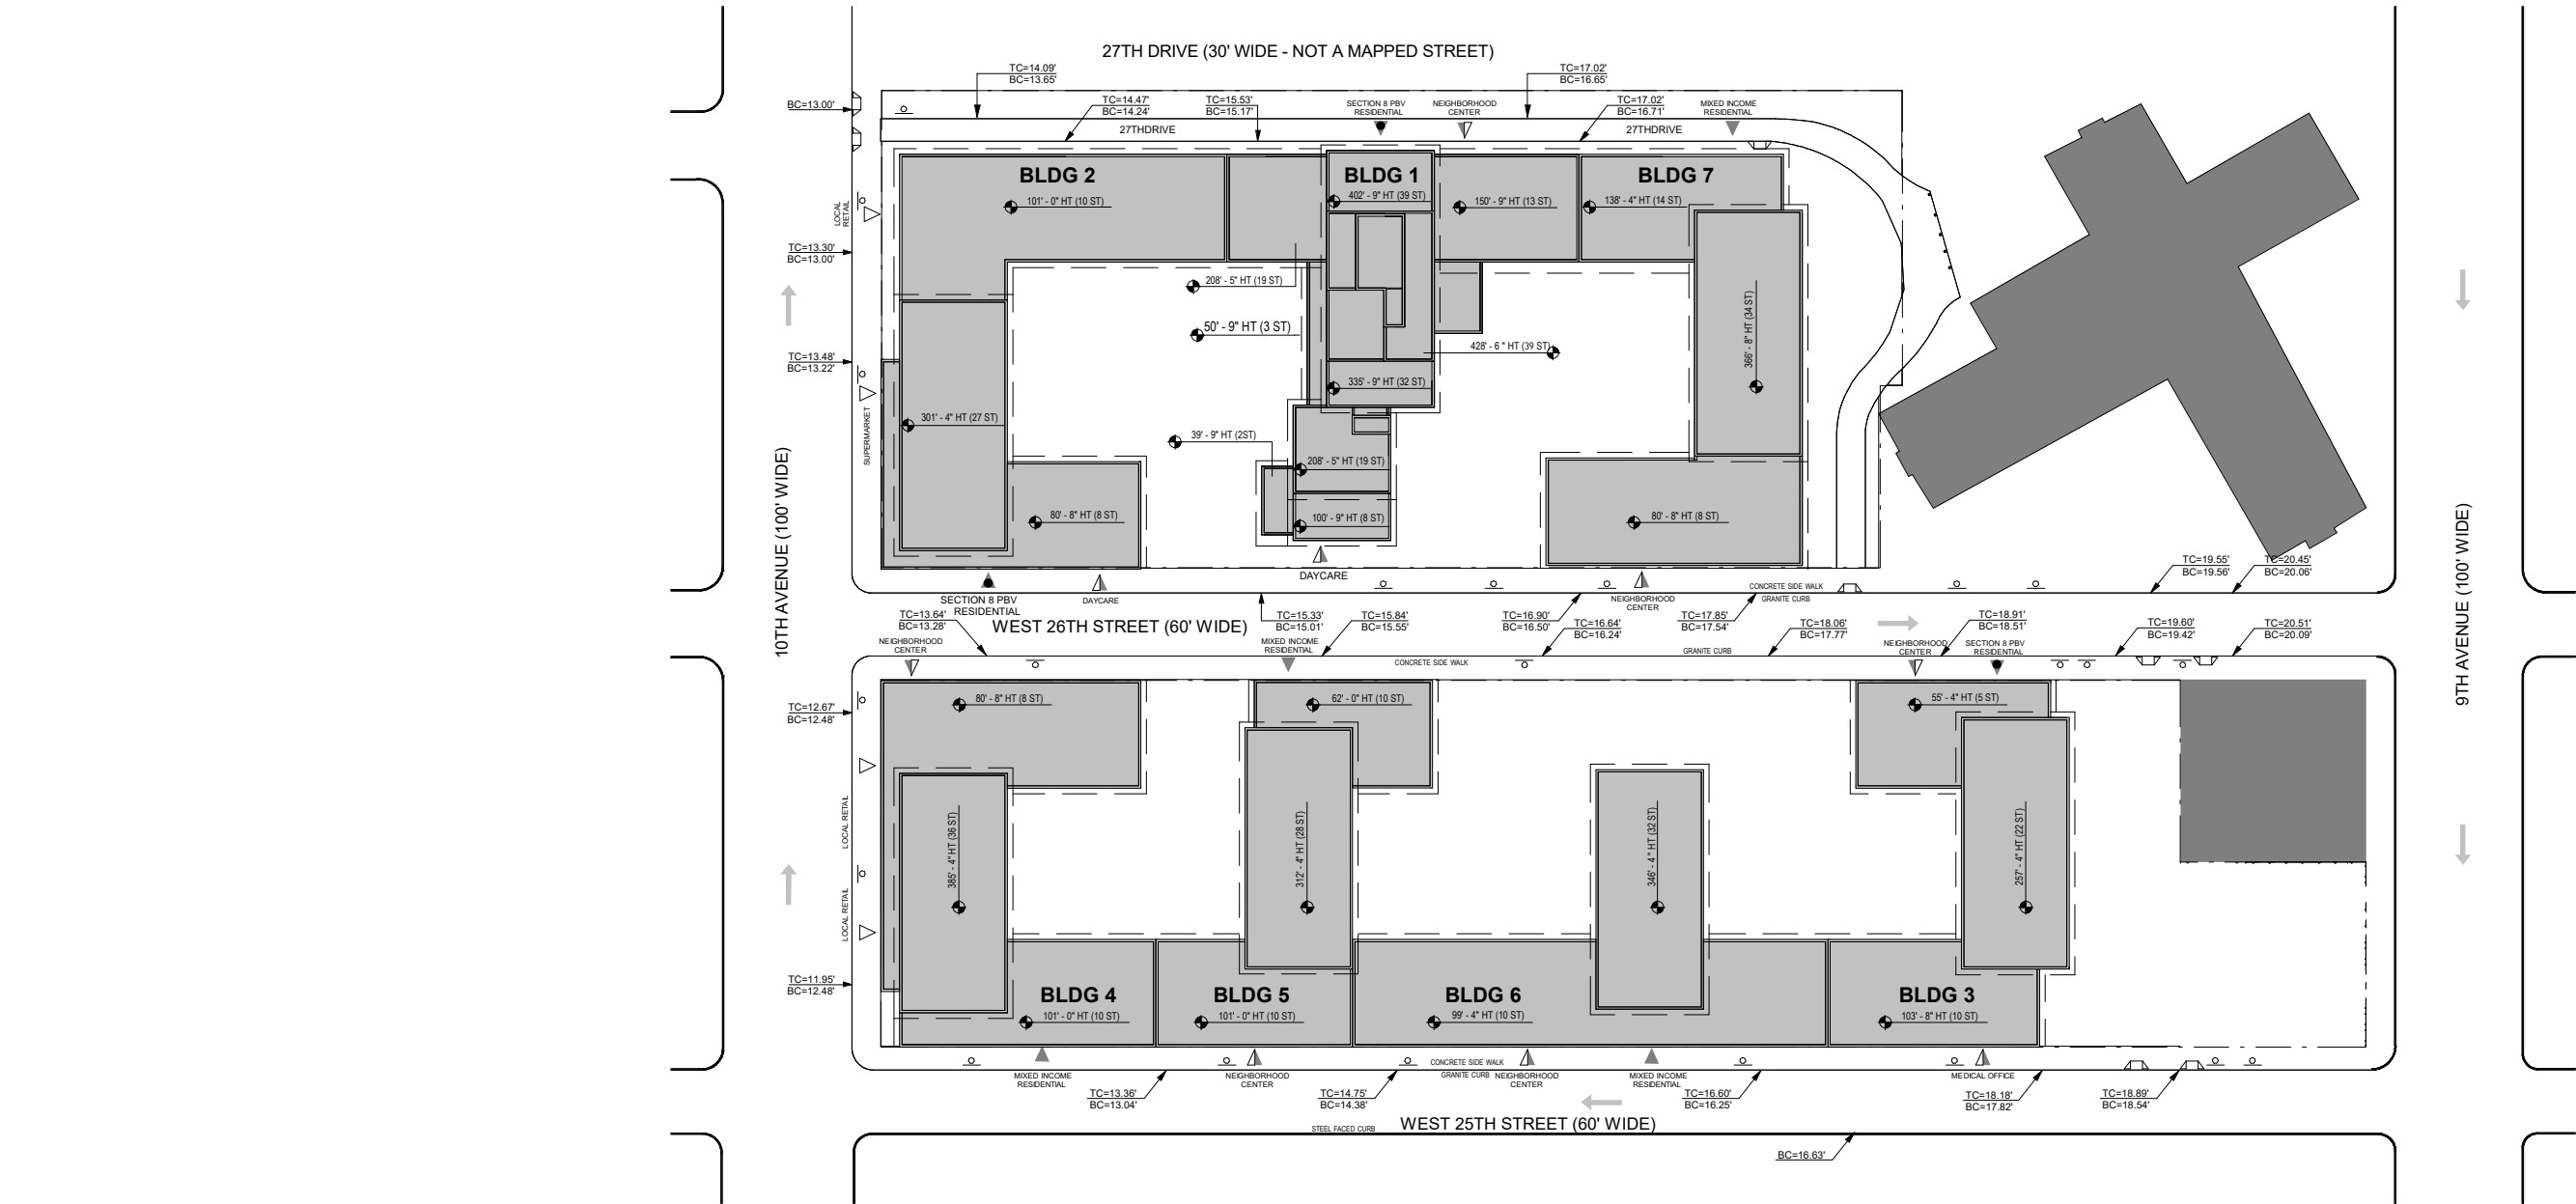 27TH DRIVE (30' WIDE - NOT A MAPPED STREET)
TC=14.09'
BC=13.65'
TC=17.02'
BC=16.65'
BC=13.00'
TC=14.47'
BC=14.24'
TC=15.53'
BC=15.17'
SECTION 8 PBV
RESIDENTIAL
NEIGHBORHOOD
CENTER
TC=17.02'
BC=16.71'
MIXED INCOME
RESIDENTIAL
27THDRIVE
27THDRIVE
BLDG 2
101' - 0" HT (10 ST)
BLDG 1
402' - 9" HT (39 ST)
150' - 9" HT (13 ST)
BLDG 7
138' - 4" HT (14 ST)
LOCAL
RETAIL
TC=13.30'
BC=13.00'
208' - 5" HT (19 ST)
50' - 9" HT (3 ST)
428' - 6 " HT (39 ST)
366' - 8" HT (34 ST)
TC=13.48'
BC=13.22'
335' - 9" HT (32 ST)
301' - 4" HT (27 ST)
SUPERMARKET
39' - 9" HT (2ST)
208' - 5" HT (19 ST)
80' - 8" HT (8 ST)
100' - 9" HT (8 ST)
80' - 8" HT (8 ST)
10TH AVENUE (100' WIDE)
9TH AVENUE (100' WIDE)
DAYCARE
TC=19.55'
BC=19.56'
TC=20.45'
BC=20.06'
SECTION 8 PBV
RESIDENTIAL
DAYCARE
NEIGHBORHOOD
CENTER
CONCRETE SIDE WALK
GRANITE CURB
TC=13.64'
BC=13.28'
WEST 26TH STREET (60' WIDE)
TC=15.33'
BC=15.01'
TC=15.84'
BC=15.55'
TC=16.90'
BC=16.50'
TC=16.64'
BC=16.24'
TC=17.85'
BC=17.54'
TC=18.06'
BC=17.77'
TC=18.91'
BC=18.51'
TC=19.60'
BC=19.42'
TC=20.51'
BC=20.09'
NEIGHBORHOOD
CENTER
MIXED INCOME
RESIDENTIAL
CONCRETE SIDE WALK
GRANITE CURB
NEIGHBORHOOD
CENTER
SECTION 8 PBV
RESIDENTIAL
80' - 8" HT (8 ST)
62' - 0" HT (10 ST)
55' - 4" HT (5 ST)
TC=12.67'
BC=12.48'
LOCAL RETAIL
LOCAL RETAIL
385' - 4" HT (36 ST)
312' - 4" HT (28 ST)
346' - 4 " HT (32 ST)
257' - 4" HT (22 ST)
TC=11.95'
BC=12.48'
BLDG 4
101' - 0" HT (10 ST)
BLDG 5
101' - 0" HT (10 ST)
BLDG 6
99' - 4" HT (10 ST)
BLDG 3
103' - 8" HT (10 ST)
MIXED INCOME
RESIDENTIAL
NEIGHBORHOOD
CENTER
CONCRETE SIDE WALK
GRANITE CURB
NEIGHBORHOOD
CENTER
MIXED INCOME
RESIDENTIAL
MEDICAL OFFICE
TC=13.36'
BC=13.04'
TC=14.75'
BC=14.38'
TC=16.60'
BC=16.25'
TC=18.18'
BC=17.82'
TC=18.89'
BC=18.54'
STEEL FACED CURB
WEST 25TH STREET (60' WIDE)
BC=16.63'